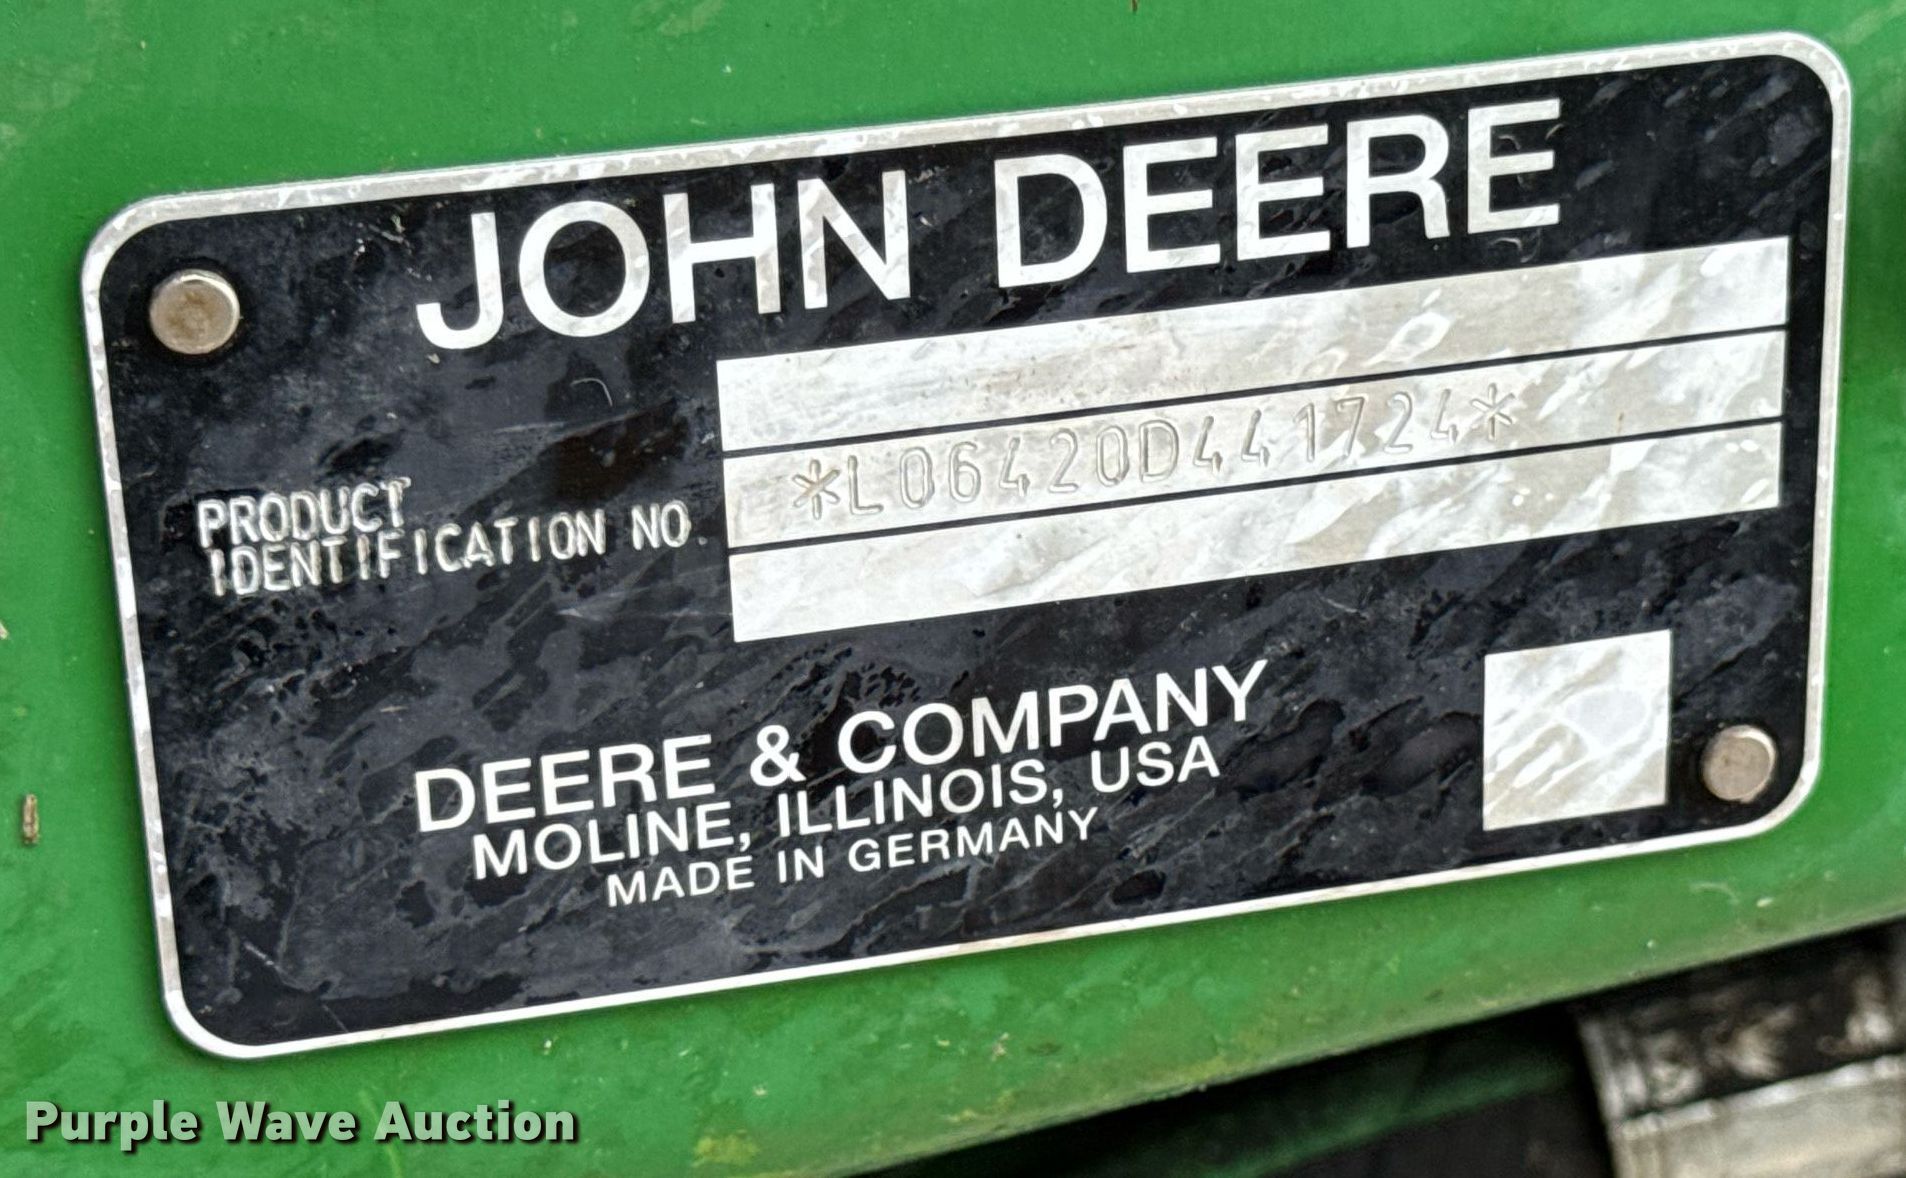 JOHN DEERE
PRODUCT
IDENTIFICATION NO.
*L06420D441724*
DEERE & COMPANY
MOLINE, ILLINOIS, USA
MADE IN GERMANY
Purple Wave Auction